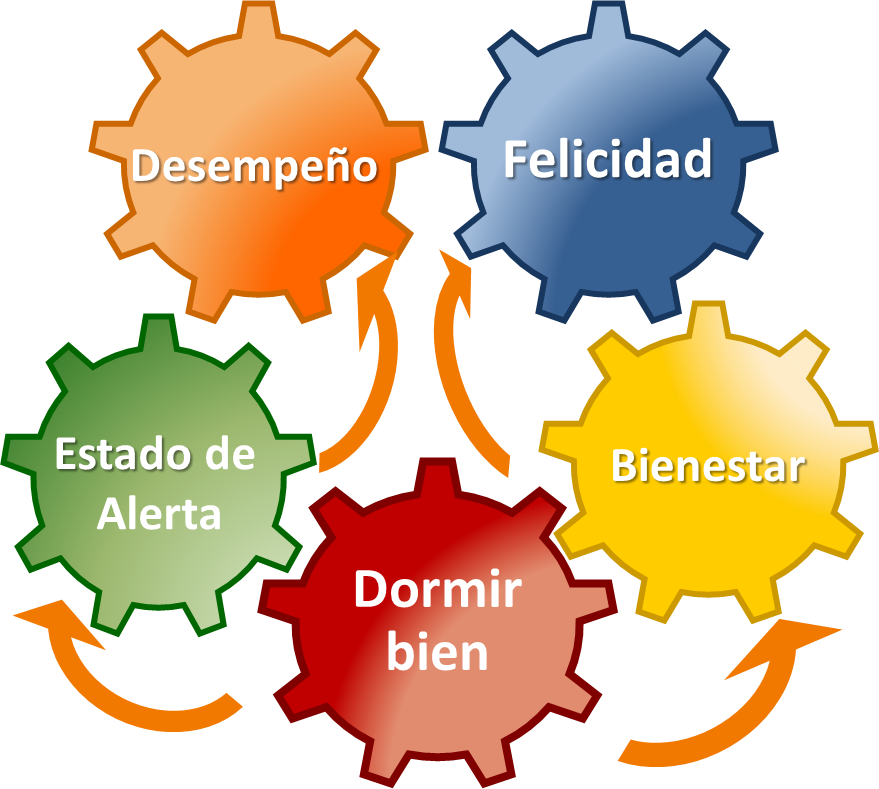 Desempeño
Felicidad
Estado de
Alerta
Bienestar
Dormir
bien